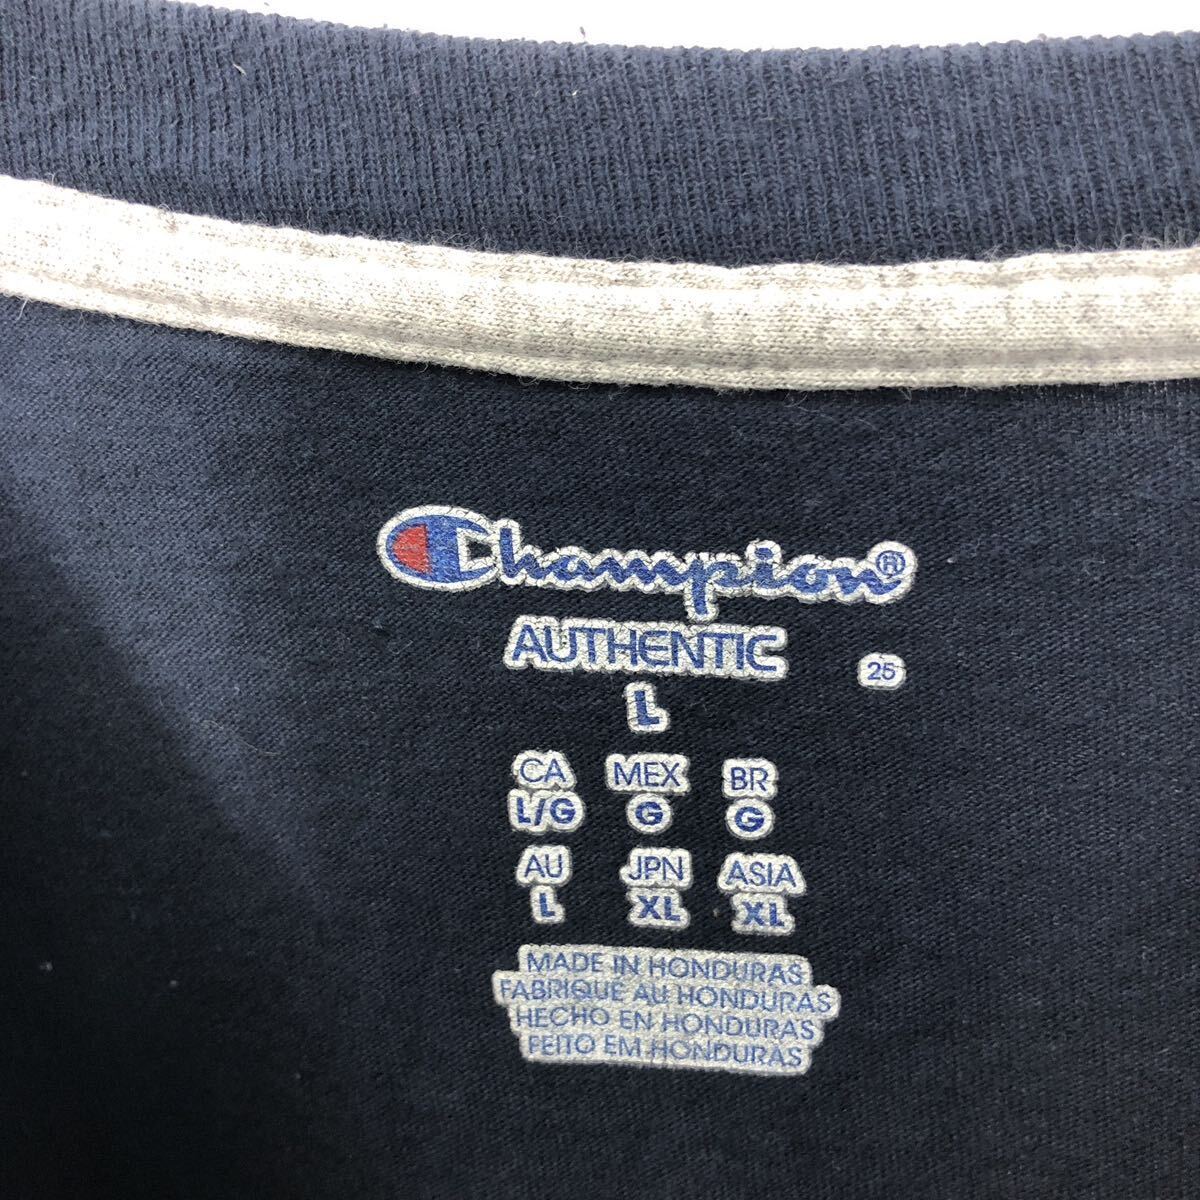 Champion®
AUTHENTIC
25
L
CA MEX BR
L/G G G
AU JPN ASIA
L XL XL
MADE IN HONDURAS
FABRIQUE AU HONDURAS
HECHO EN HONDURAS
FEITO EM HONDURAS